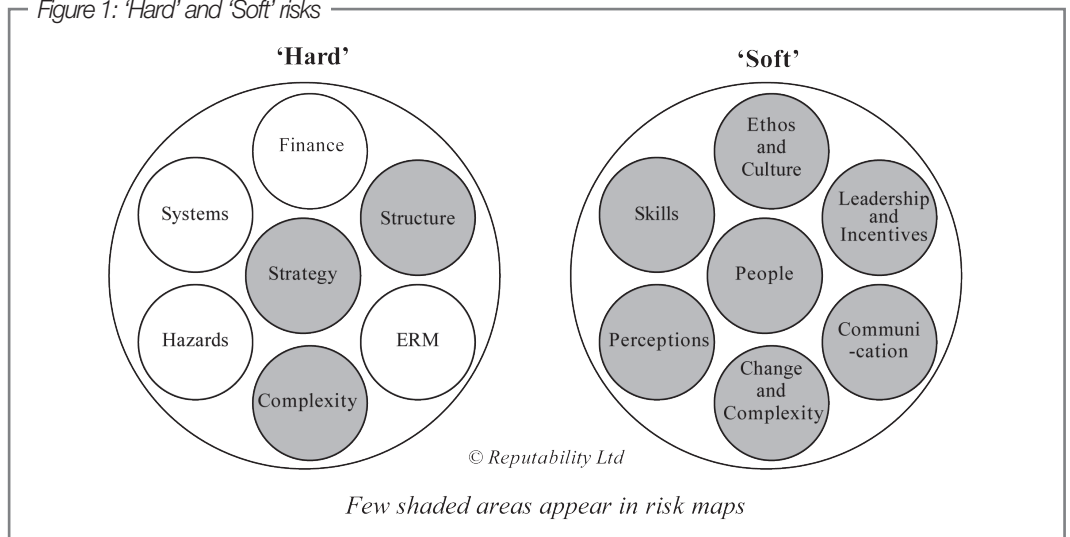 Figure 1: ‘Hard’ and ‘Soft’ risks
‘Hard’
Finance
Systems
Structure
Strategy
Hazards
ERM
Complexity
‘Soft’
Ethos
and
Culture
Skills
Leadership
and
Incentives
People
Perceptions
Communi
-cation
Change
and
Complexity
© Reputability Ltd
Few shaded areas appear in risk maps